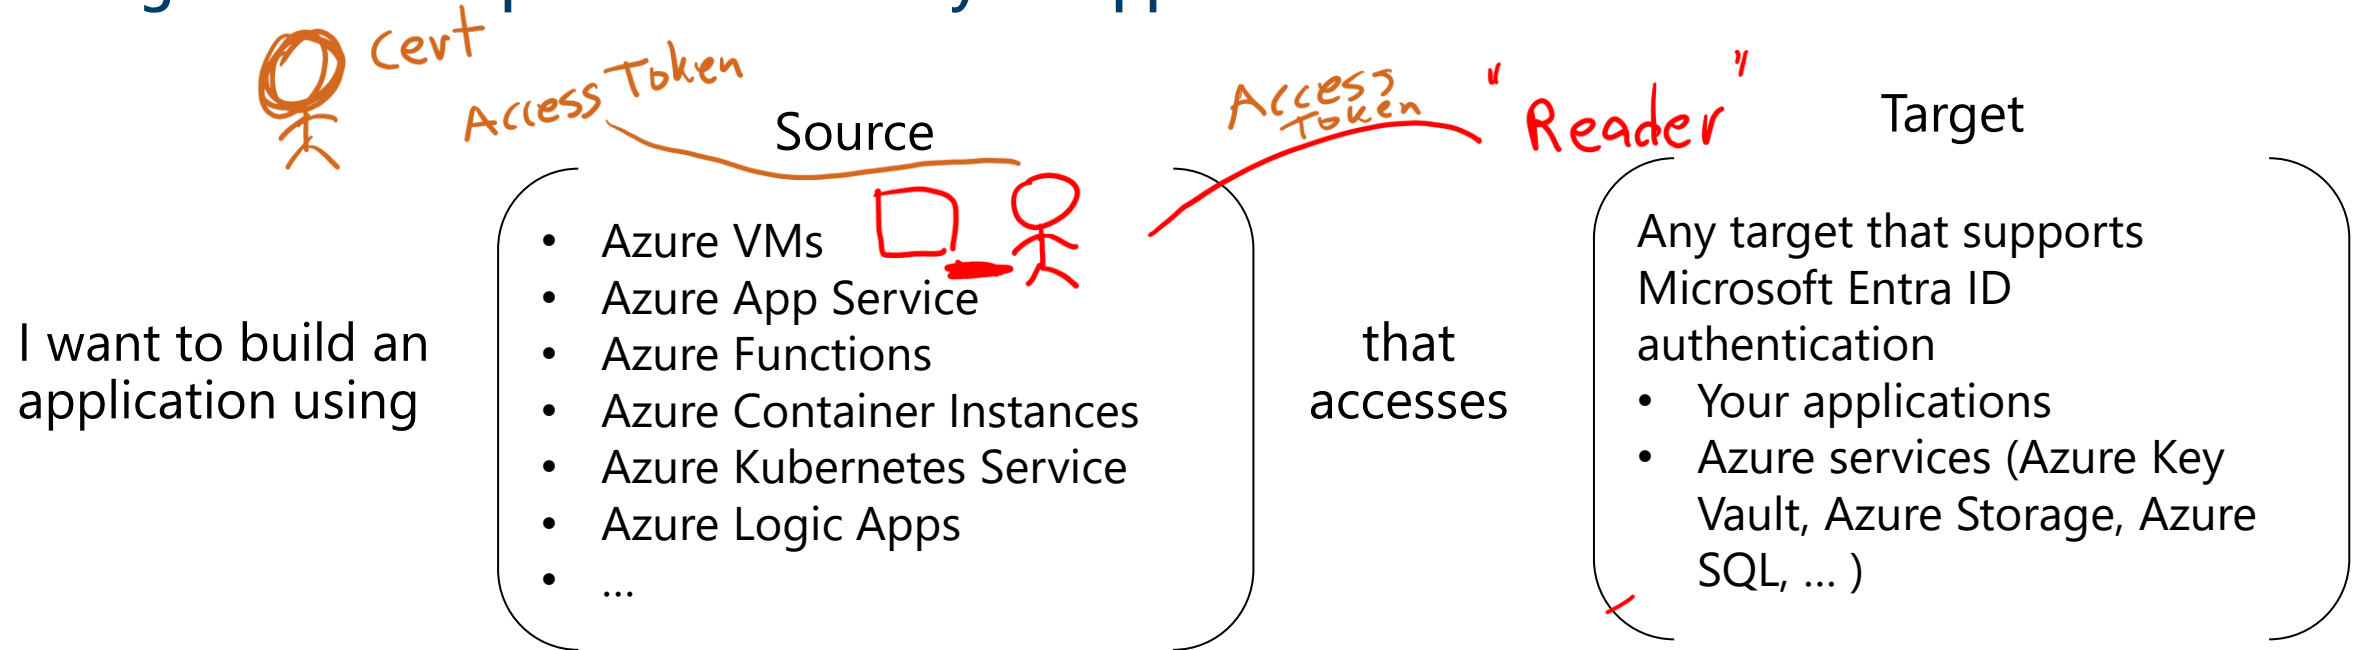 cert
Access Token
Access
Token
"Reader"
Source
Target
I want to build an
application using
• Azure VMs
• Azure App Service
• Azure Functions
• Azure Container Instances
• Azure Kubernetes Service
• Azure Logic Apps
• ...
that
accesses
Any target that supports
Microsoft Entra ID
authentication
• Your applications
• Azure services (Azure Key
Vault, Azure Storage, Azure
SQL, ... )